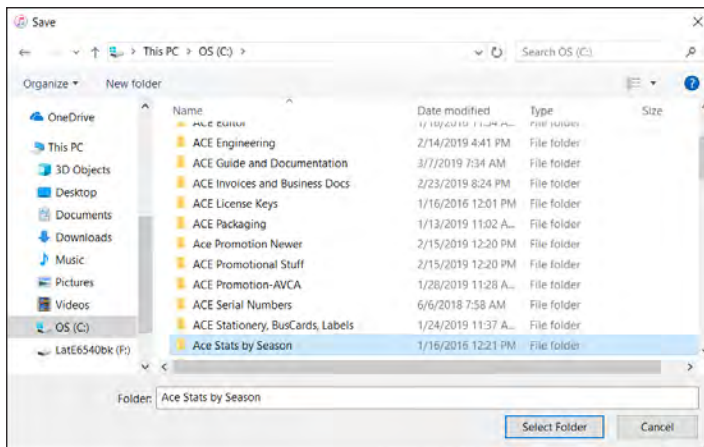 Save
This PC > OS (C:) >
Search OS (C:)
Organize
New folder
Name
Date modified
Type
Size
OneDrive
This PC
3D Objects
Desktop
Documents
Downloads
Music
Pictures
Videos
OS (C:)
LatE6540bk (F:)
ACE Editor File folder
ACE Engineering 2/14/2019 4:41 PM File folder
ACE Guide and Documentation 3/7/2019 7:34 AM File folder
ACE Invoices and Business Docs 2/23/2019 8:24 PM File folder
ACE License Keys 1/16/2016 12:01 PM File folder
ACE Packaging 1/13/2019 11:02 A... File folder
Ace Promotion Newer 2/15/2019 12:20 PM File folder
ACE Promotional Stuff 2/15/2019 12:20 PM File folder
ACE Promotion-AVCA 1/28/2019 11:28 A... File folder
ACE Serial Numbers 6/6/2018 7:58 AM File folder
ACE Stationery, BusCards, Labels 1/24/2019 11:37 A... File folder
Ace Stats by Season 1/16/2016 12:21 PM File folder
Folder: Ace Stats by Season
Select Folder
Cancel